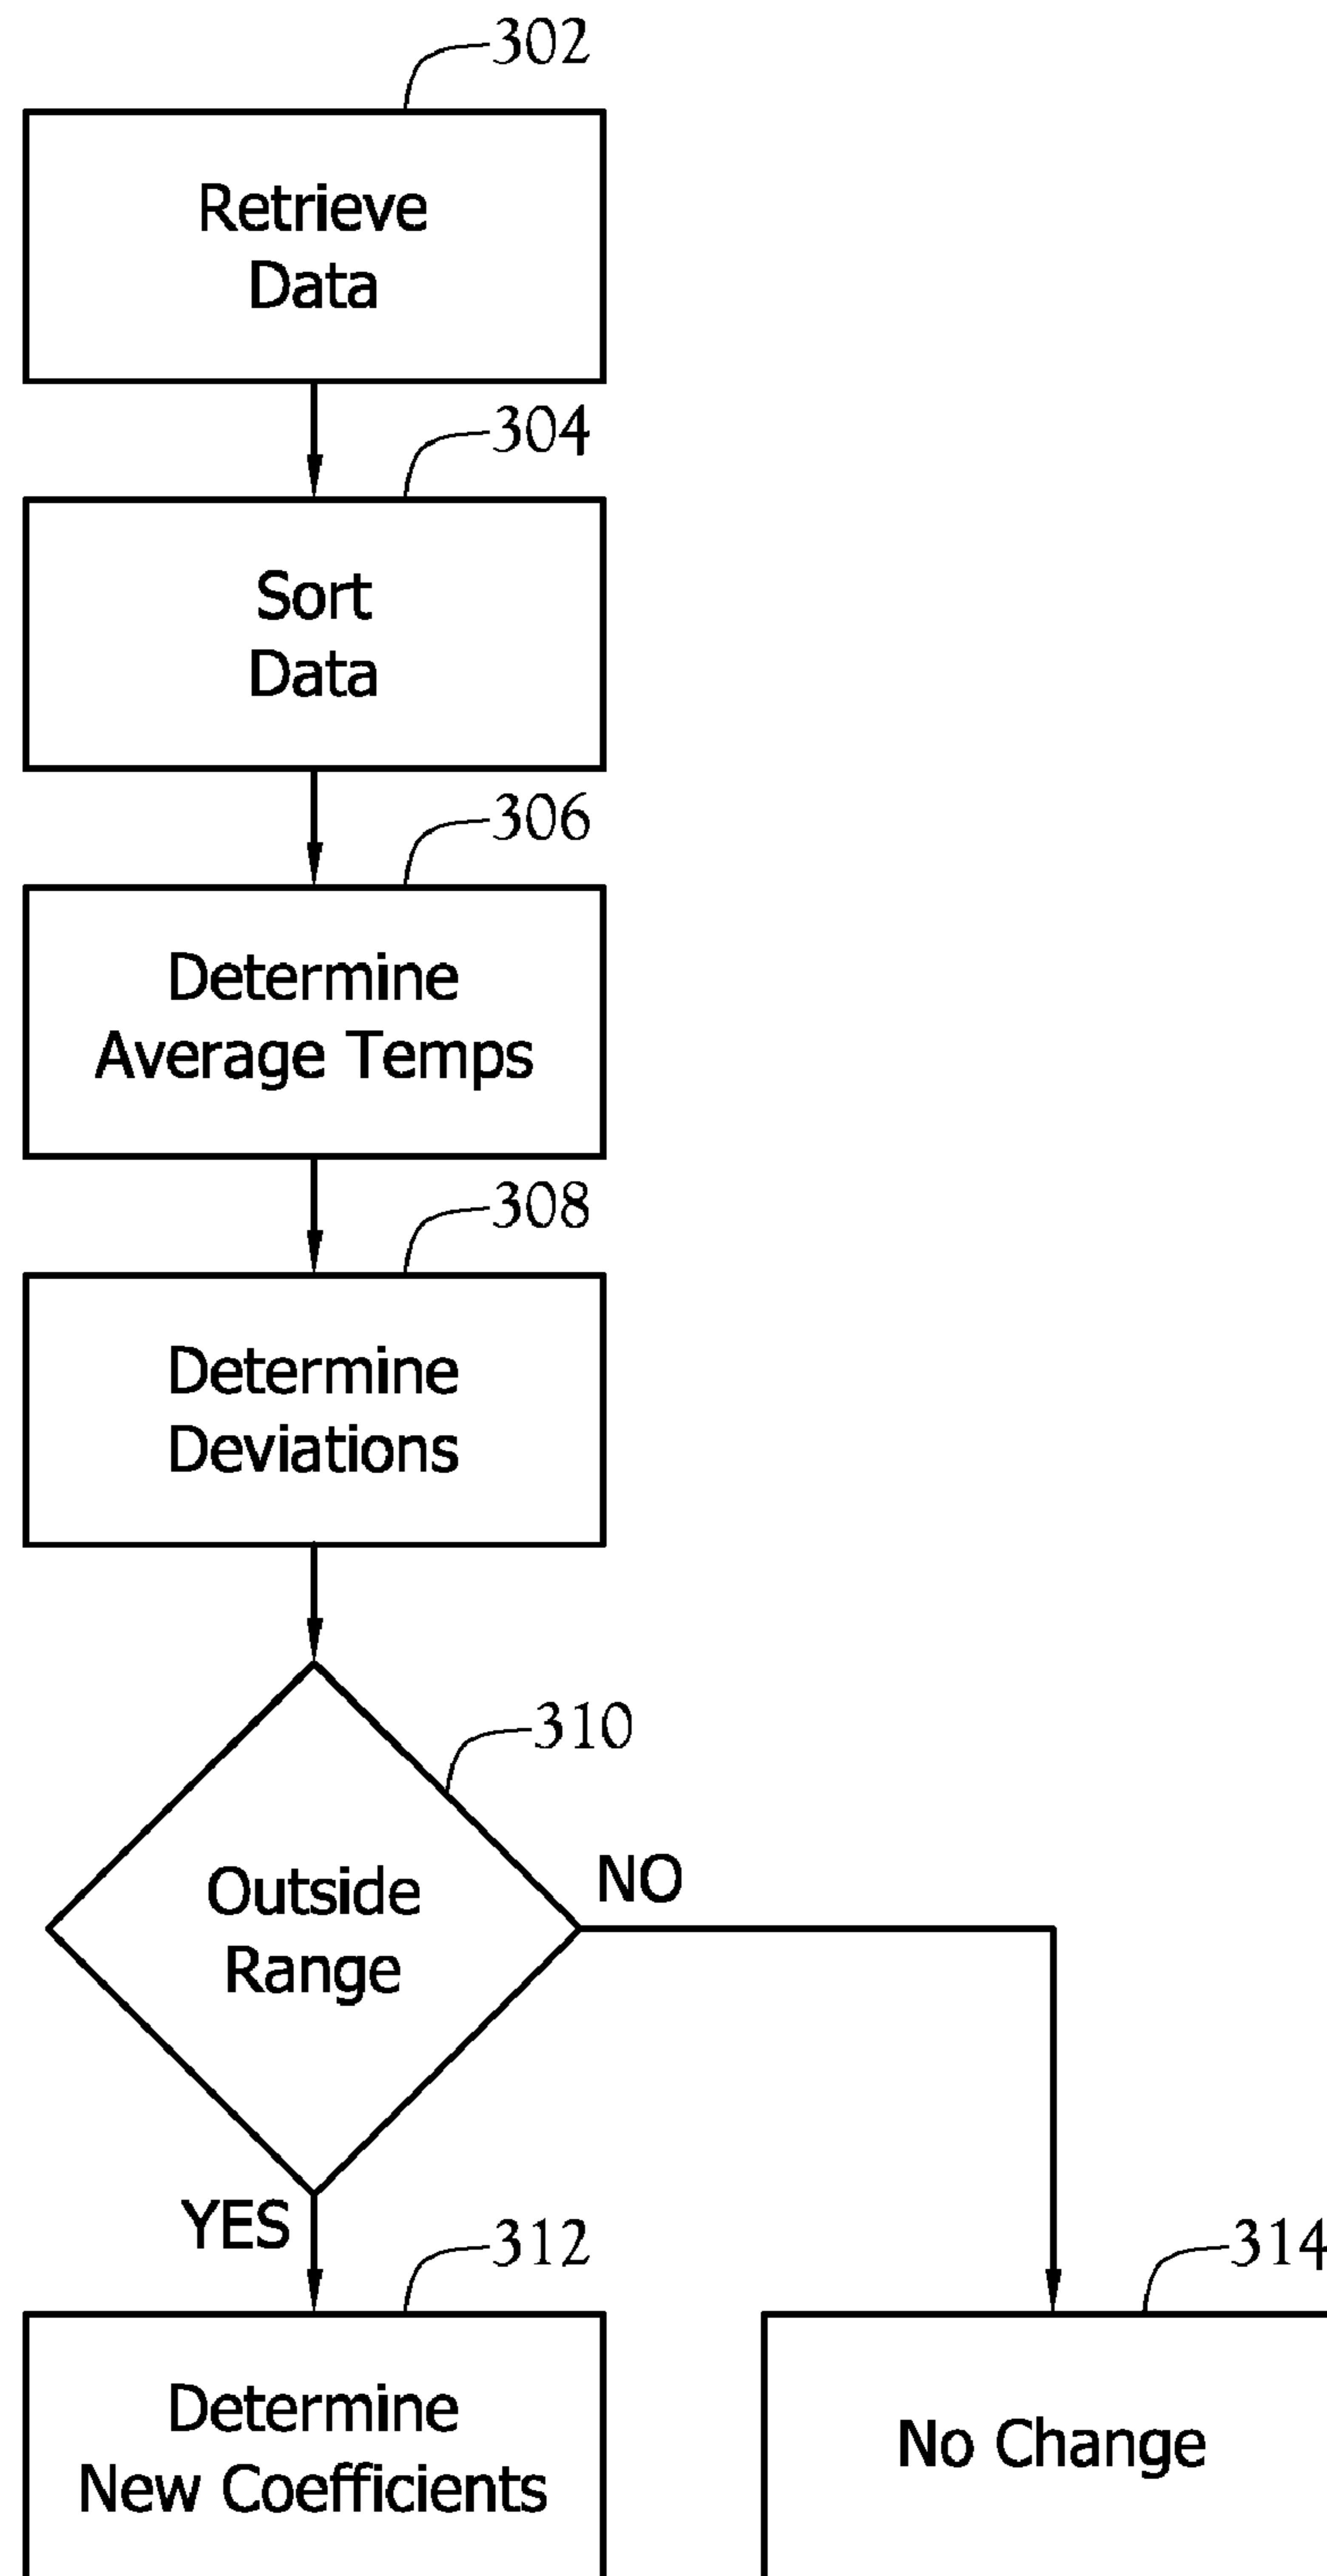 302
Retrieve
Data
304
Sort
Data
306
Determine
Average Temps
308
Determine
Deviations
310
Outside
Range
NO
YES
312
314
Determine
New Coefficients
No Change